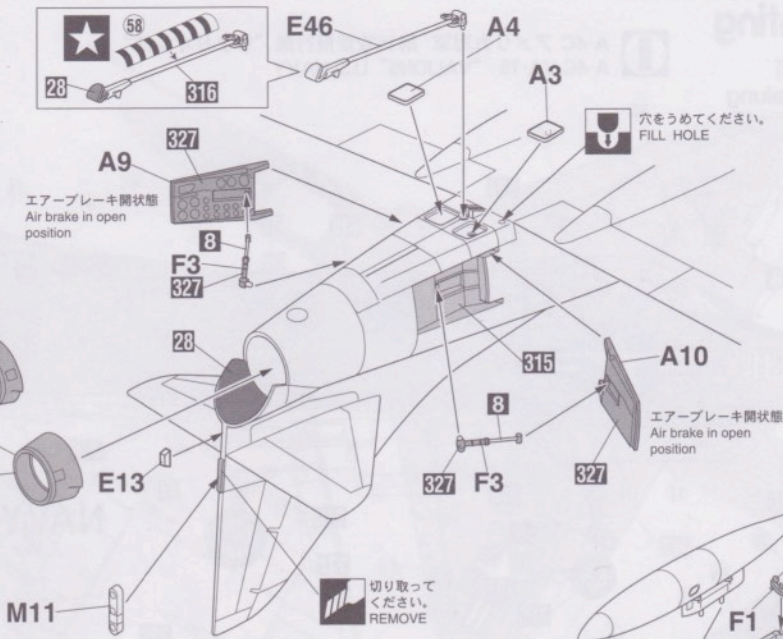 58
28
316
E46
A4
A3
穴をうめてください。
FILL HOLE
A9
327
エアーブレーキ開状態
Air brake in open
position
8
F3
327
28
315
A10
エアーブレーキ開状態
Air brake in open
position
8
327
F3
327
E13
M11
切り取って
ください。
REMOVE
F1